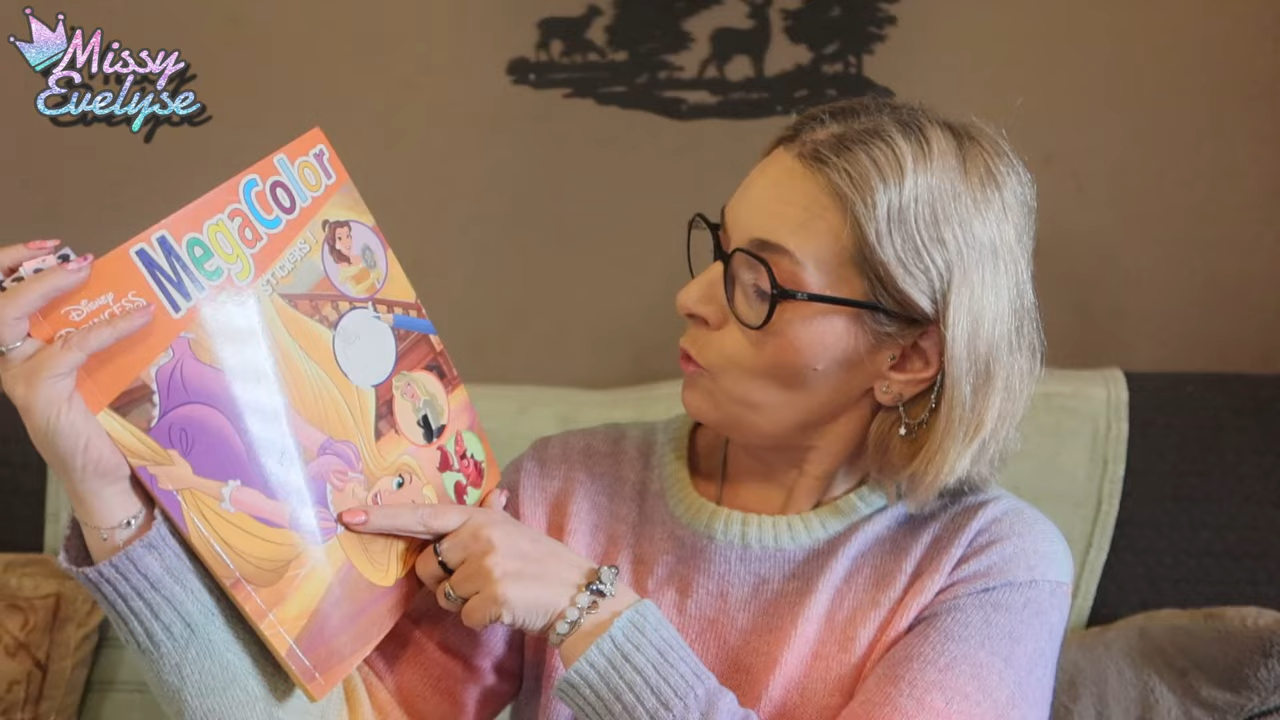 Missy
Evelyse
MegaColor
STICKERS !
Disney
PRINCESS